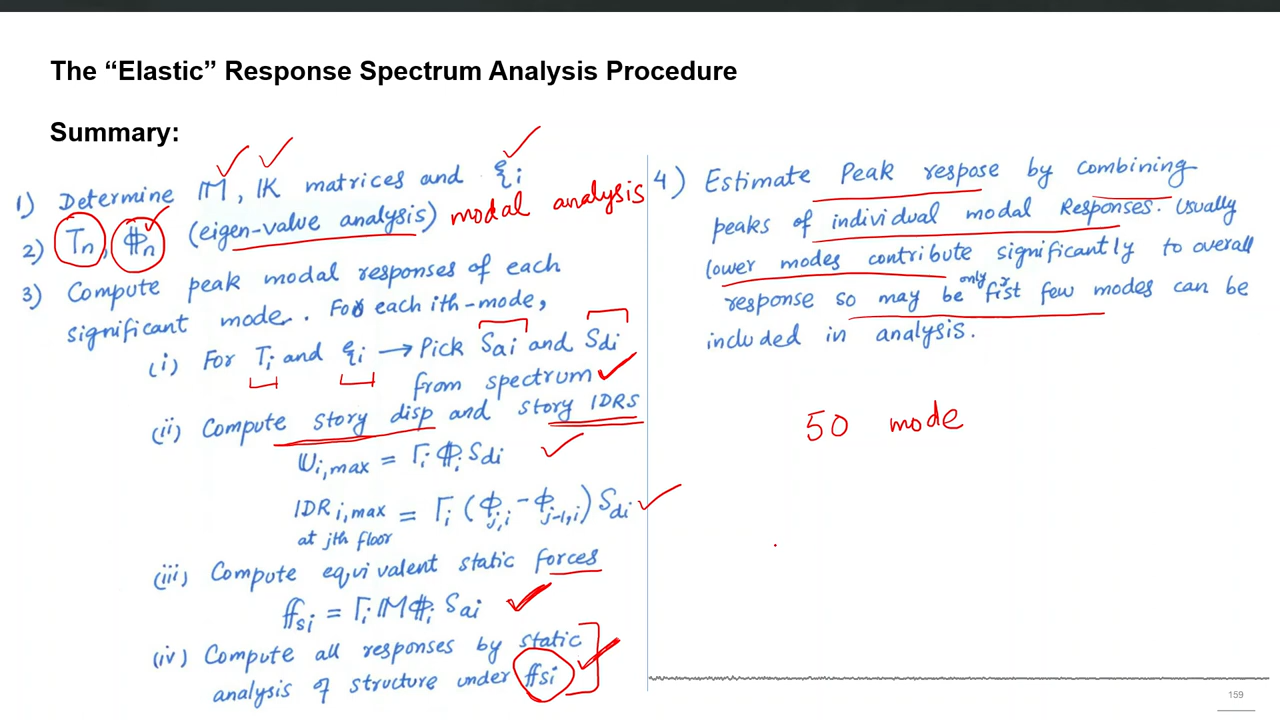 The “Elastic” Response Spectrum Analysis Procedure
Summary:
1) Determine 𝕄, 𝕂 matrices and ξi
2) Tn, Φn (eigen-value analysis) modal analysis
3) Compute peak modal responses of each
significant mode. For each ith-mode,
(i) For Ti and ξi → Pick Sai and Sdi
from spectrum
(ii) Compute story disp and story IDRS
Ui,max = Γi Φi Sdi
IDR i,max = Γi (Φj,i − Φj-1,i) Sdi
at jth floor
(iii) Compute equivalent static forces
ffsi = Γi 𝕄Φi Sai
(iv) Compute all responses by static
analysis of structure under ffsi
4) Estimate Peak respose by combining
peaks of individual modal Responses. Usually
lower modes contribute significantly to overall
response so may be only first few modes can be
included in analysis.
50 mode
159